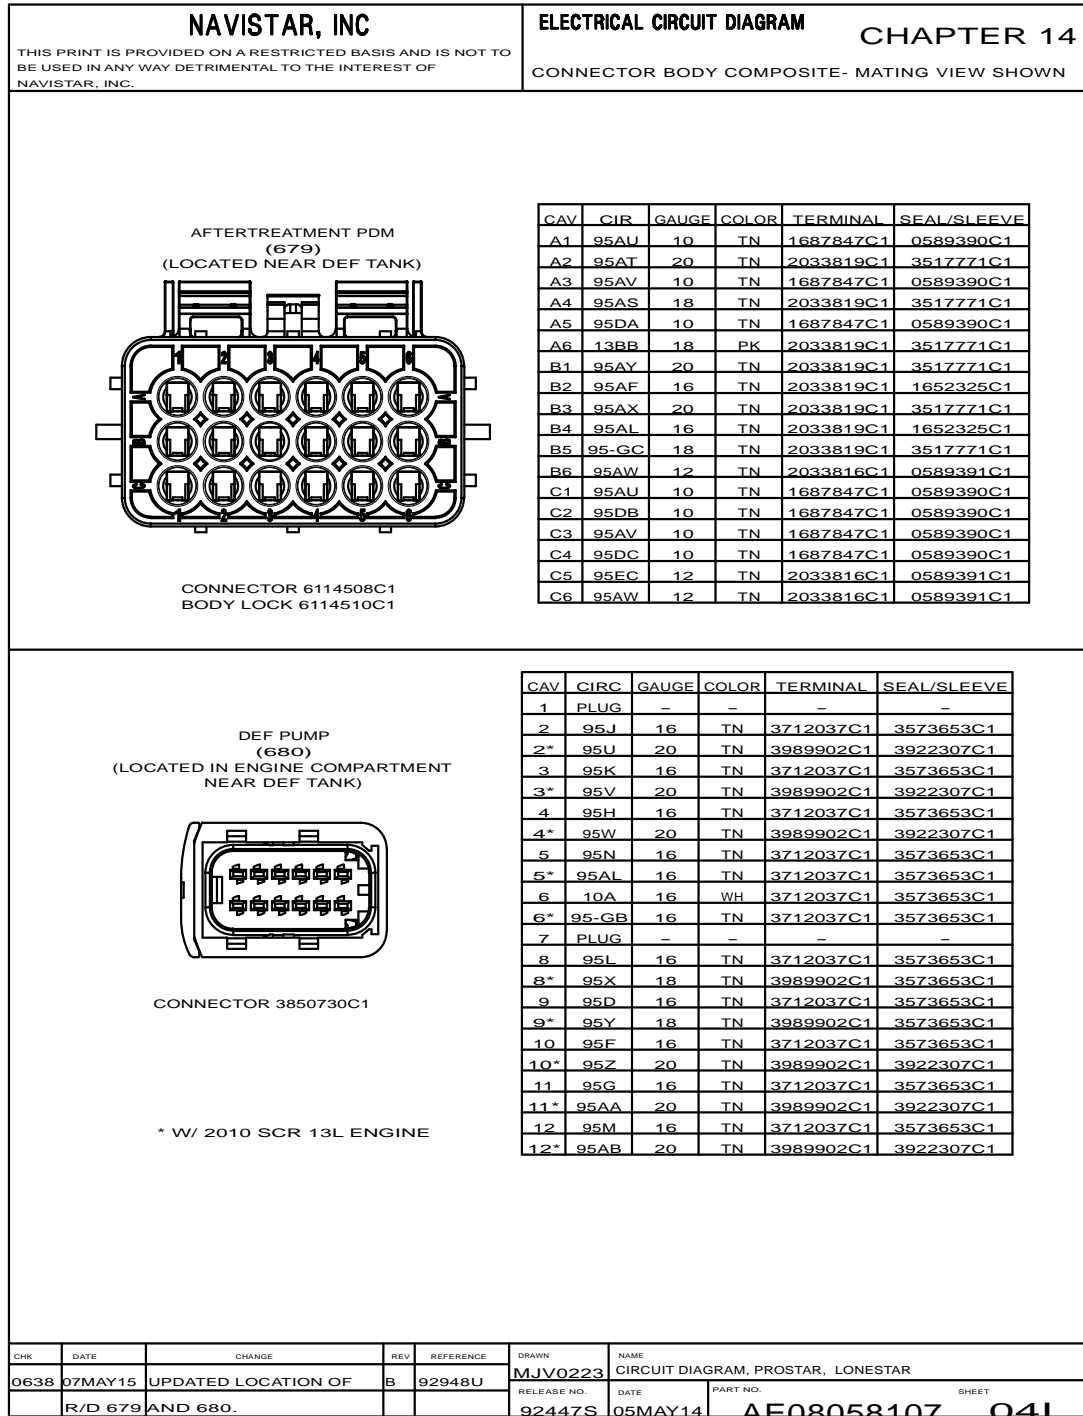 NAVISTAR, INC
THIS PRINT IS PROVIDED ON A RESTRICTED BASIS AND IS NOT TO
BE USED IN ANY WAY DETRIMENTAL TO THE INTEREST OF
NAVISTAR, INC.
ELECTRICAL CIRCUIT DIAGRAM
CHAPTER 14
CONNECTOR BODY COMPOSITE- MATING VIEW SHOWN
AFTERTREATMENT PDM
(679)
(LOCATED NEAR DEF TANK)
1 2 3 4 5 6
A A
B B
C C
1 2 3 4 5 6
CONNECTOR 6114508C1
BODY LOCK 6114510C1
CAV CIR GAUGE COLOR TERMINAL SEAL/SLEEVE
A1 95AU 10 TN 1687847C1 0589390C1
A2 95AT 20 TN 2033819C1 3517771C1
A3 95AV 10 TN 1687847C1 0589390C1
A4 95AS 18 TN 2033819C1 3517771C1
A5 95DA 10 TN 1687847C1 0589390C1
A6 13BB 18 PK 2033819C1 3517771C1
B1 95AY 20 TN 2033819C1 3517771C1
B2 95AF 16 TN 2033819C1 1652325C1
B3 95AX 20 TN 2033819C1 3517771C1
B4 95AL 16 TN 2033819C1 1652325C1
B5 95-GC 18 TN 2033819C1 3517771C1
B6 95AW 12 TN 2033816C1 0589391C1
C1 95AU 10 TN 1687847C1 0589390C1
C2 95DB 10 TN 1687847C1 0589390C1
C3 95AV 10 TN 1687847C1 0589390C1
C4 95DC 10 TN 1687847C1 0589390C1
C5 95EC 12 TN 2033816C1 0589391C1
C6 95AW 12 TN 2033816C1 0589391C1
DEF PUMP
(680)
(LOCATED IN ENGINE COMPARTMENT
NEAR DEF TANK)
CONNECTOR 3850730C1
* W/ 2010 SCR 13L ENGINE
CAV CIRC GAUGE COLOR TERMINAL SEAL/SLEEVE
1 PLUG – – – –
2 95J 16 TN 3712037C1 3573653C1
2* 95U 20 TN 3989902C1 3922307C1
3 95K 16 TN 3712037C1 3573653C1
3* 95V 20 TN 3989902C1 3922307C1
4 95H 16 TN 3712037C1 3573653C1
4* 95W 20 TN 3989902C1 3922307C1
5 95N 16 TN 3712037C1 3573653C1
5* 95AL 16 TN 3712037C1 3573653C1
6 10A 16 WH 3712037C1 3573653C1
6* 95-GB 16 TN 3712037C1 3573653C1
7 PLUG – – – –
8 95L 16 TN 3712037C1 3573653C1
8* 95X 18 TN 3989902C1 3573653C1
9 95D 16 TN 3712037C1 3573653C1
9* 95Y 18 TN 3989902C1 3573653C1
10 95F 16 TN 3712037C1 3573653C1
10* 95Z 20 TN 3989902C1 3922307C1
11 95G 16 TN 3712037C1 3573653C1
11* 95AA 20 TN 3989902C1 3922307C1
12 95M 16 TN 3712037C1 3573653C1
12* 95AB 20 TN 3989902C1 3922307C1
CHK DATE CHANGE REV REFERENCE
0638 07MAY15 UPDATED LOCATION OF B 92948U
R/D 679 AND 680.
DRAWN
MJV0223
NAME
CIRCUIT DIAGRAM, PROSTAR, LONESTAR
RELEASE NO. DATE PART NO. SHEET
92447S 05MAY14 AE08058107 04I